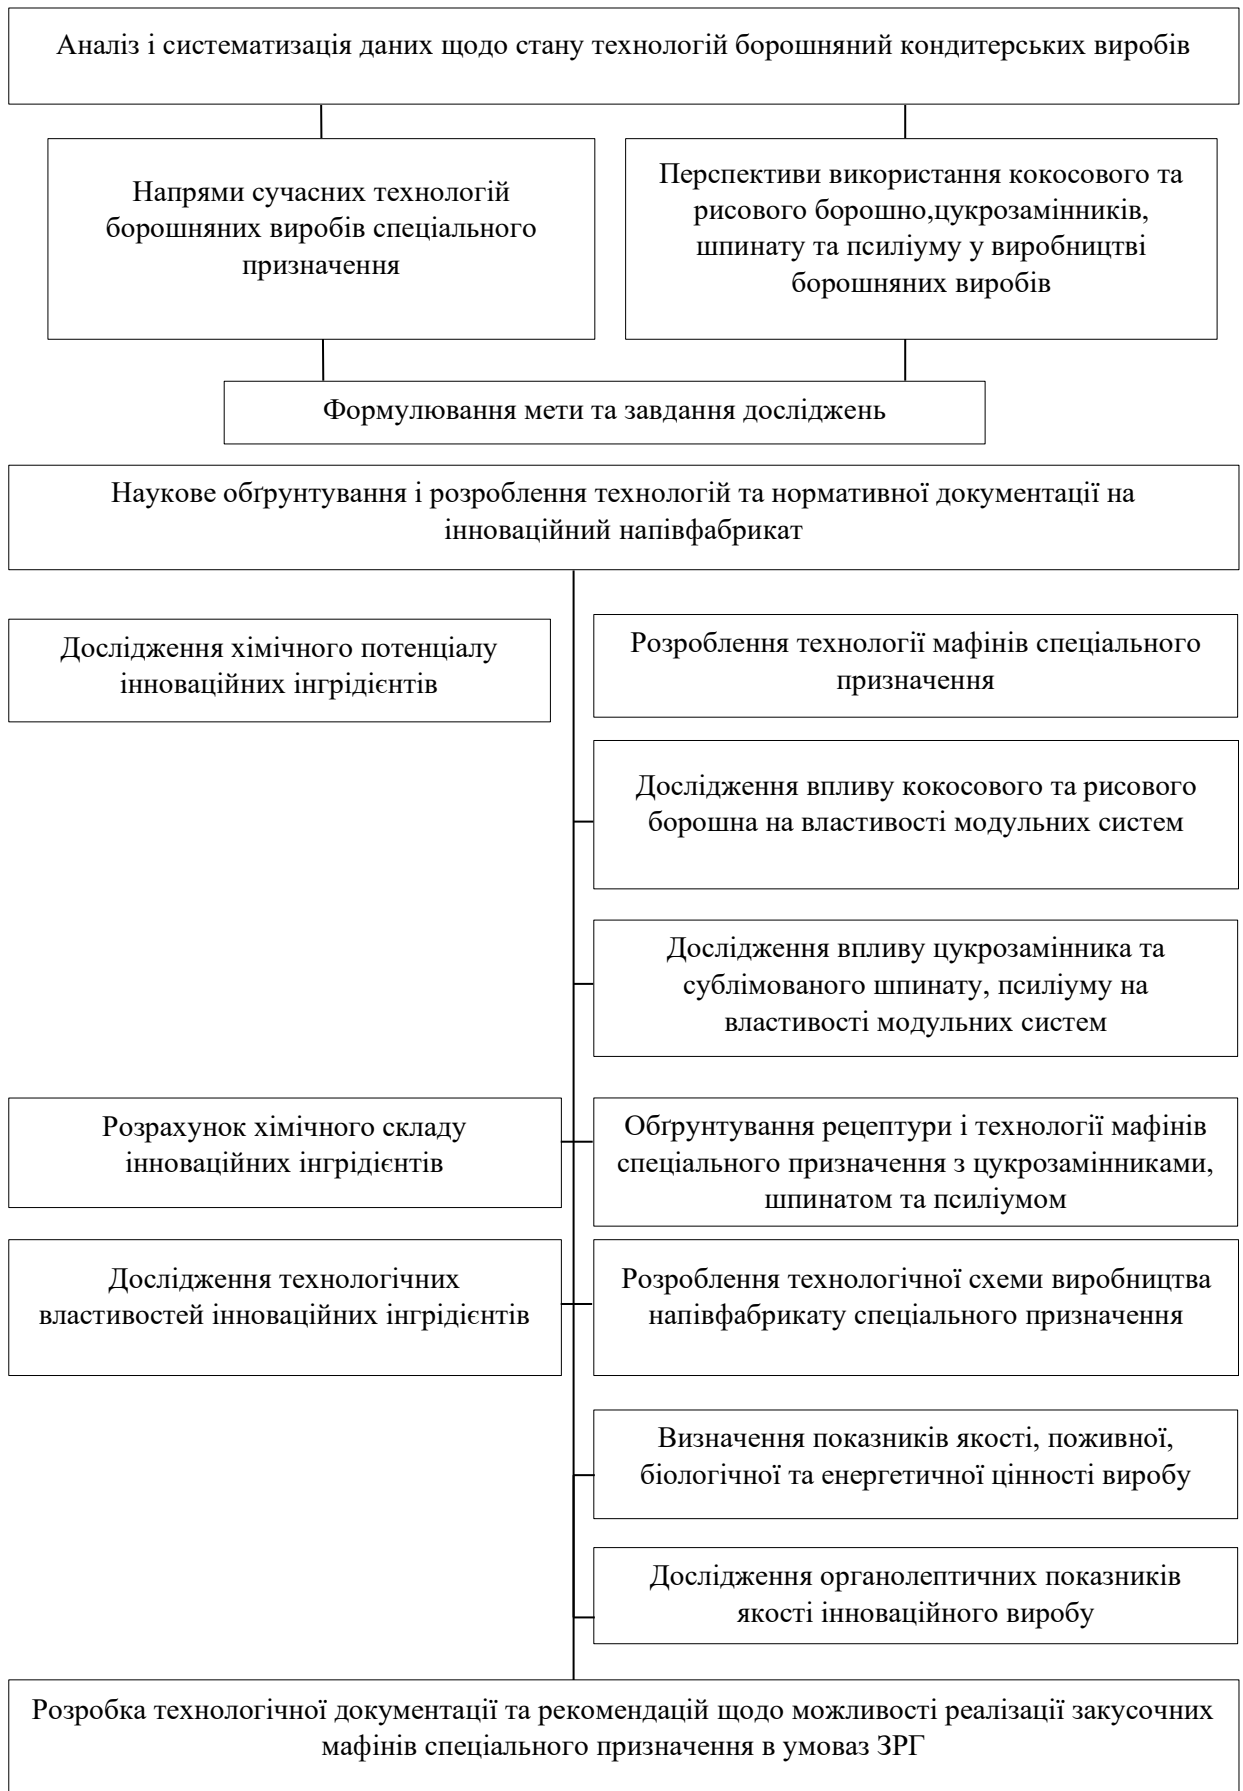 Аналіз і систематизація даних щодо стану технологій борошняний кондитерських виробів
Напрями сучасних технологій
борошняних виробів спеціального
призначення
Перспективи використання кокосового та
рисового борошно,цукрозамінників,
шпинату та псиліуму у виробництві
борошняних виробів
Формулювання мети та завдання досліджень
Наукове обґрунтування і розроблення технологій та нормативної документації на
інноваційний напівфабрикат
Дослідження хімічного потенціалу
інноваційних інгрідієнтів
Розроблення технології мафінів спеціального
призначення
Дослідження впливу кокосового та рисового
борошна на властивості модульних систем
Дослідження впливу цукрозамінника та
сублімованого шпинату, псиліуму на
властивості модульних систем
Розрахунок хімічного складу
інноваційних інгрідієнтів
Обґрунтування рецептури і технології мафінів
спеціального призначення з цукрозамінниками,
шпинатом та псиліумом
Дослідження технологічних
властивостей інноваційних інгрідієнтів
Розроблення технологічної схеми виробництва
напівфабрикату спеціального призначення
Визначення показників якості, поживної,
біологічної та енергетичної цінності виробу
Дослідження органолептичних показників
якості інноваційного виробу
Розробка технологічної документації та рекомендацій щодо можливості реалізації закусочних
мафінів спеціального призначення в умоваз ЗРГ